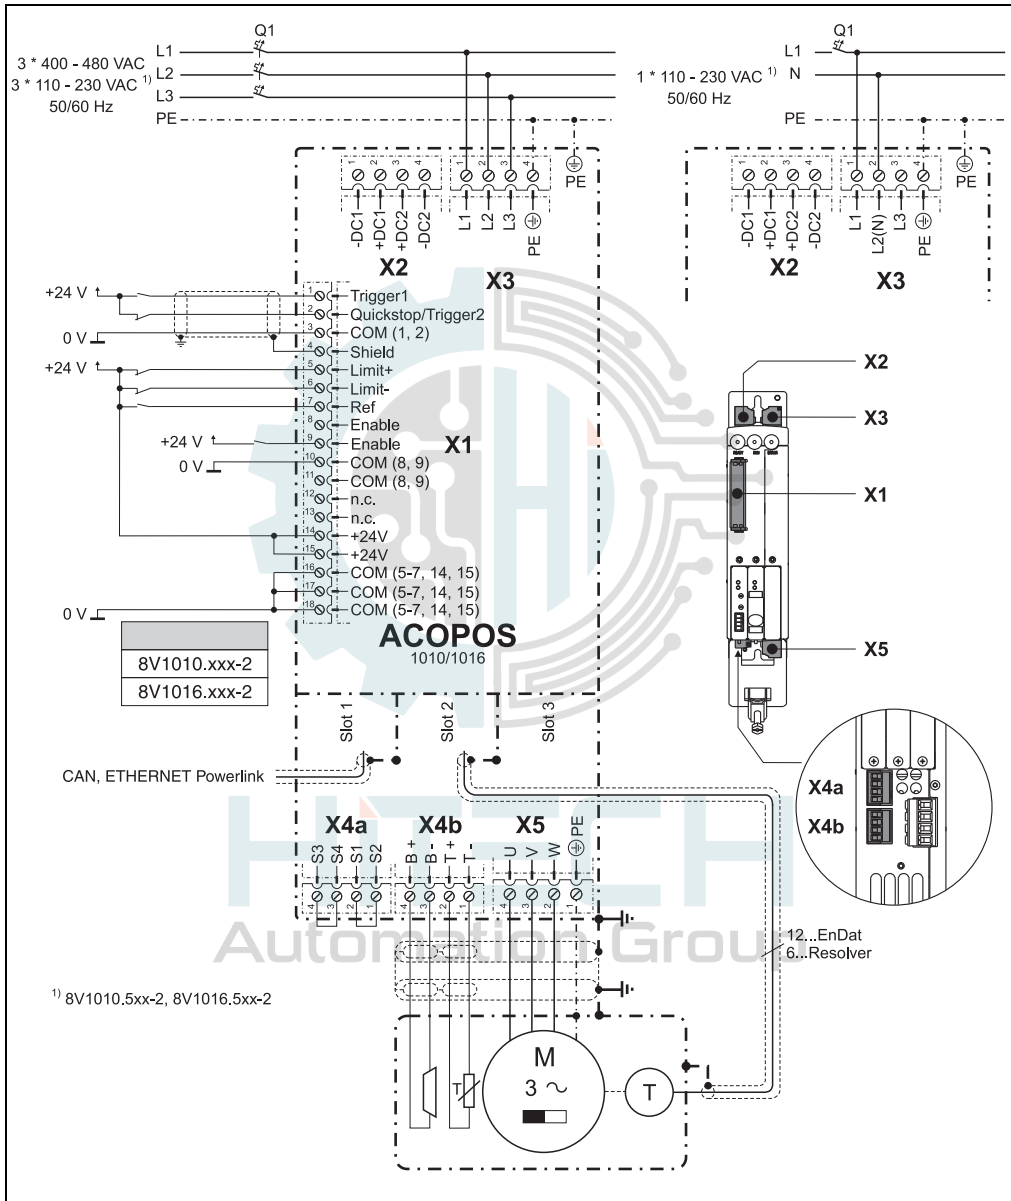 Q1
L1
3 * 400 - 480 VAC
L2
3 * 110 - 230 VAC 1)
L3
50/60 Hz
PE
Q1
L1
1 * 110 - 230 VAC 1)
N
50/60 Hz
PE
1 2 3 4
1 2 3 4
PE
-DC1 +DC1 +DC2 -DC2
L1 L2 L3 PE
X2
X3
1 2 3 4
1 2 3 4
PE
-DC1 +DC1 +DC2 -DC2
L1 L2(N) L3 PE
X2
X3
+24 V
1 Trigger1
2 Quickstop/Trigger2
0 V
3 COM (1, 2)
4 Shield
+24 V
5 Limit+
6 Limit-
7 Ref
8 Enable
+24 V
9 Enable
X1
0 V
10 COM (8, 9)
11 COM (8, 9)
12 n.c.
13 n.c.
14 +24V
15 +24V
16 COM (5-7, 14, 15)
17 COM (5-7, 14, 15)
0 V
18 COM (5-7, 14, 15)
ACOPOS
1010/1016
8V1010.xxx-2
8V1016.xxx-2
X2
X3
X1
X5
X4a
X4b
Slot 1
Slot 2
Slot 3
CAN, ETHERNET Powerlink
HITECH
Automation Group
X4a
X4b
X5
S3 S4 S1 S2
B + B - T + T -
U V W PE
4 3 2 1
4 3 2 1
4 3 2 1
12...EnDat
6...Resolver
1) 8V1010.5xx-2, 8V1016.5xx-2
M
3 ~
T
T